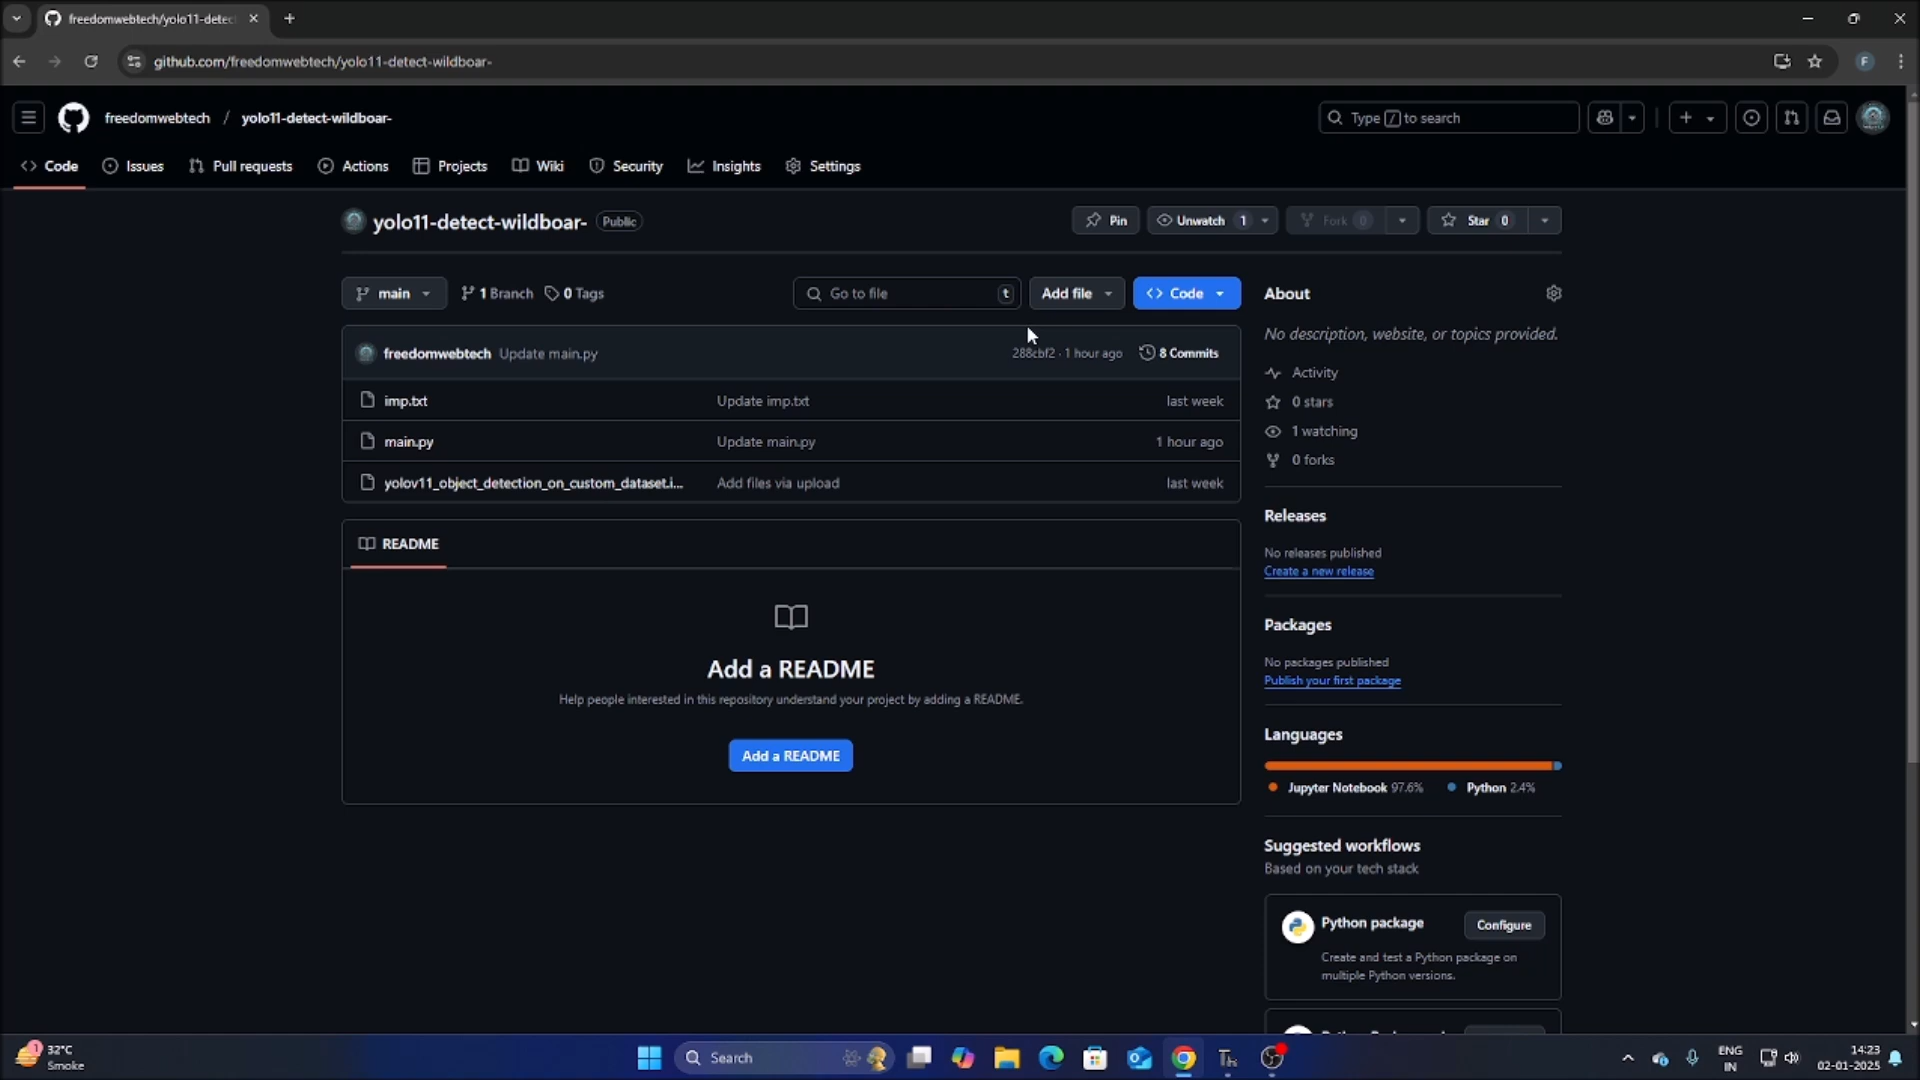 freedomwebtech/yolo11-detec
github.com/freedomwebtech/yolo11-detect-wildboar-
F
freedomwebtech / yolo11-detect-wildboar-
Type / to search
Code Issues Pull requests Actions Projects Wiki Security Insights Settings
yolo11-detect-wildboar- Public
Pin Unwatch 1 Fork 0 Star 0
main 1 Branch 0 Tags Go to file t Add file Code
About
No description, website, or topics provided.
freedomwebtech Update main.py 288cbf2 · 1 hour ago 8 Commits
Activity
imp.txt Update imp.txt last week
0 stars
1 watching
main.py Update main.py 1 hour ago
0 forks
yolov11_object_detection_on_custom_dataset.i... Add files via upload last week
Releases
README
No releases published
Create a new release
Packages
Add a README
No packages published
Publish your first package
Help people interested in this repository understand your project by adding a README.
Languages
Add a README
Jupyter Notebook 97.6% Python 2.4%
Suggested workflows
Based on your tech stack
Python package Configure
Create and test a Python package on
multiple Python versions.
1
32°C
Smoke
Search
ENG
IN
14:23
02-01-2025